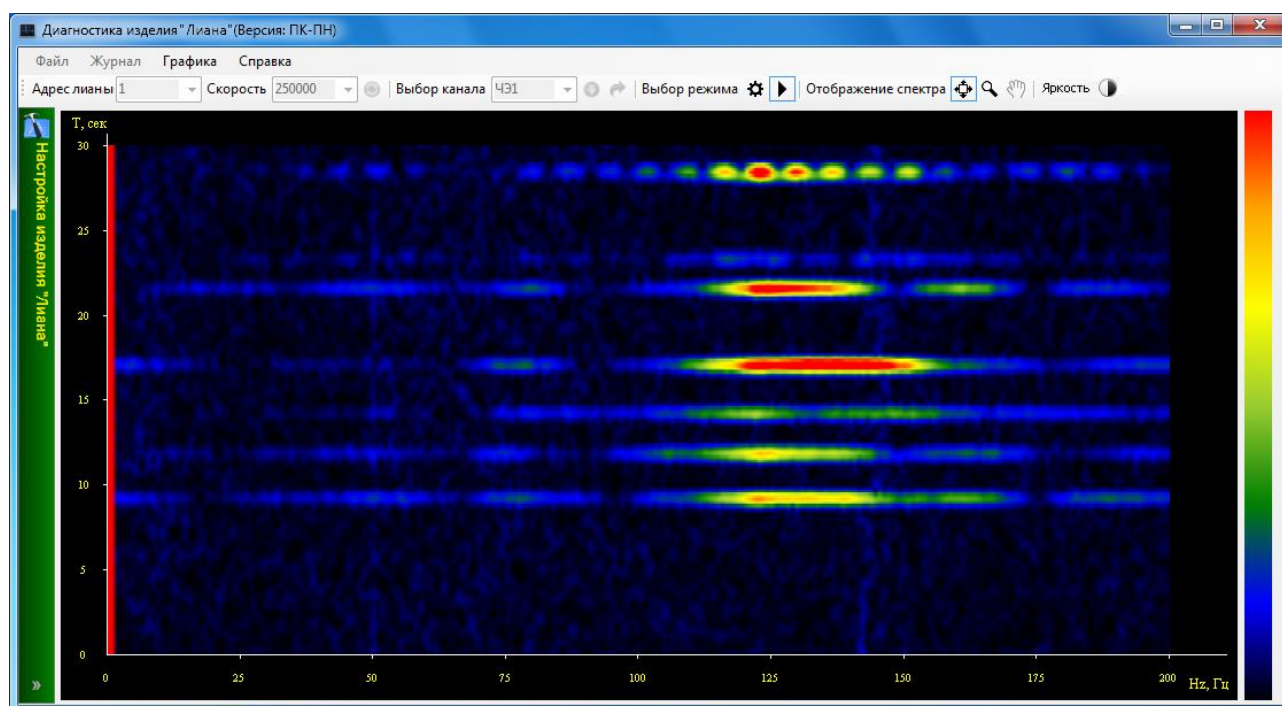 Диагностика изделия"Лиана"(Версия: ПК-ПН)
Файл Журнал Графика Справка
Адрес лианы 1 Скорость 250000 Выбор канала ЧЭ1 Выбор режима Отображение спектра Яркость
Настройка изделия "Лиана"
T, сек
30
25
20
15
10
5
0
0 25 50 75 100 125 150 175 200
Hz, Гц